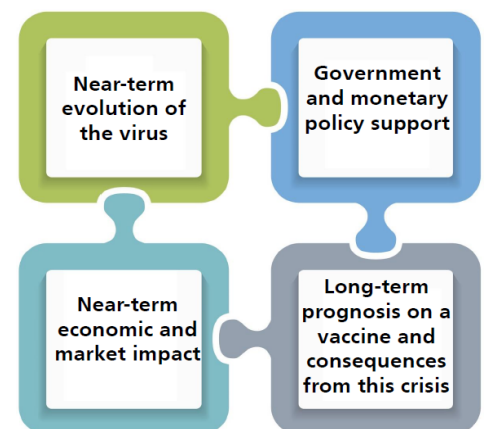 Near-term
evolution of
the virus
Government
and monetary
policy support
Near-term
economic and
market impact
Long-term
prognosis on a
vaccine and
consequences
from this crisis